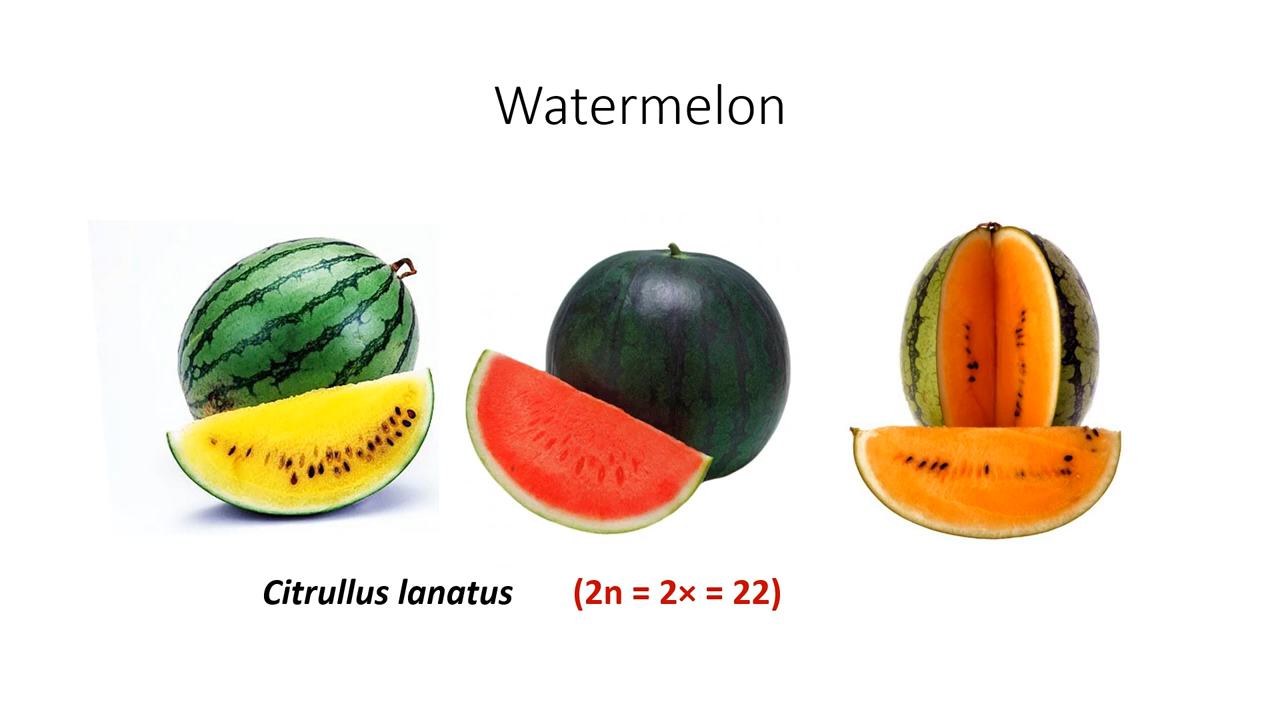 Watermelon
Citrullus lanatus (2n = 2× = 22)